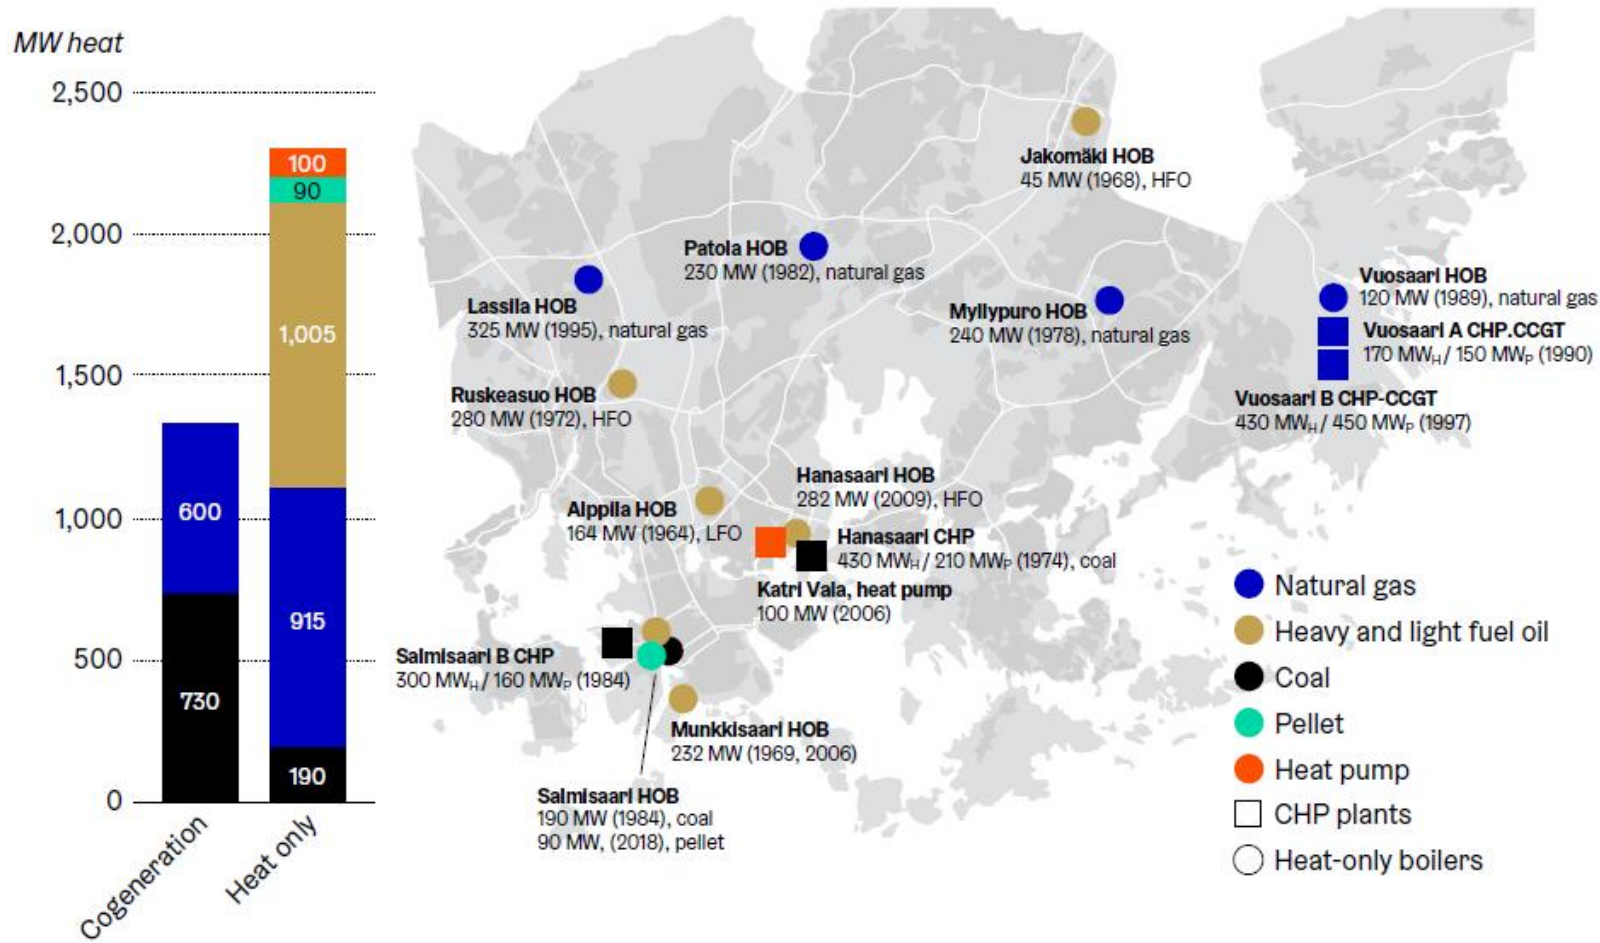 MW heat
2,500
2,000
1,500
1,000
500
0
100
90
1,005
915
190
600
730
Cogeneration
Heat only
Jakomäki HOB
45 MW (1968), HFO
Patola HOB
230 MW (1982), natural gas
Lassila HOB
325 MW (1995), natural gas
Myllypuro HOB
240 MW (1978), natural gas
Vuosaari HOB
120 MW (1989), natural gas
Vuosaari A CHP.CCGT
170 MWH / 150 MWP (1990)
Vuosaari B CHP-CCGT
430 MWH / 450 MWP (1997)
Ruskeasuo HOB
280 MW (1972), HFO
Hanasaari HOB
282 MW (2009), HFO
Alppila HOB
164 MW (1964), LFO
Hanasaari CHP
430 MWH / 210 MWP (1974), coal
Katri Vala, heat pump
100 MW (2006)
Salmisaari B CHP
300 MWH / 160 MWP (1984)
Munkkisaari HOB
232 MW (1969, 2006)
Salmisaari HOB
190 MW (1984), coal
90 MW, (2018), pellet
Natural gas
Heavy and light fuel oil
Coal
Pellet
Heat pump
CHP plants
Heat-only boilers